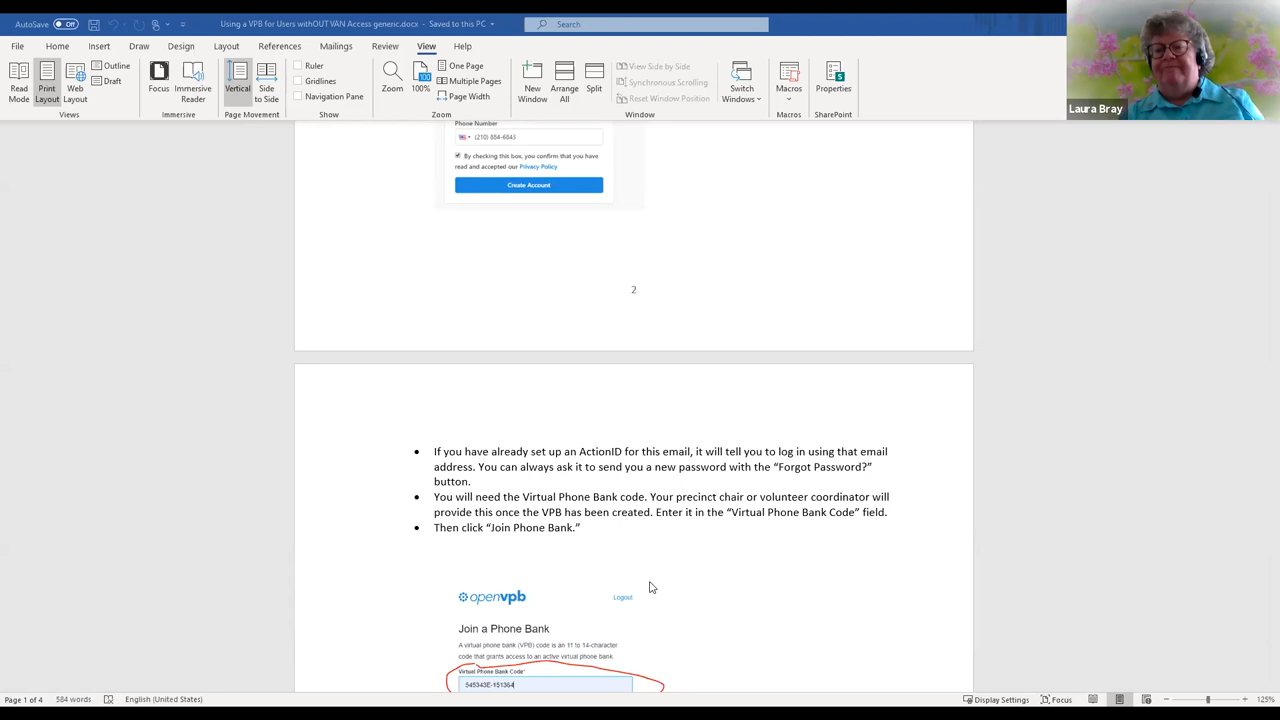 AutoSave Off Using a VPB for Users withOUT VAN Access generic.docx - Saved to this PC Search
File Home Insert Draw Design Layout References Mailings Review View Help
Read Mode
Print Layout
Web Layout
Outline
Draft
Views
Focus
Immersive Reader
Immersive
Vertical
Side to Side
Page Movement
Ruler
Gridlines
Navigation Pane
Show
Zoom
100
100%
One Page
Multiple Pages
Page Width
Zoom
New Window
Arrange All
Split
View Side by Side
Synchronous Scrolling
Reset Window Position
Window
Switch Windows
Macros
Macros
Properties
SharePoint
Laura Bray
Phone Number
(210) 884-6843
By checking this box, you confirm that you have
read and accepted our Privacy Policy
Create Account
2
• If you have already set up an ActionID for this email, it will tell you to log in using that email
address. You can always ask it to send you a new password with the “Forgot Password?”
button.
• You will need the Virtual Phone Bank code. Your precinct chair or volunteer coordinator will
provide this once the VPB has been created. Enter it in the “Virtual Phone Bank Code” field.
• Then click “Join Phone Bank.”
openvpb Logout
Join a Phone Bank
A virtual phone bank (VPB) code is an 11 to 14-character
code that grants access to an active virtual phone bank.
Virtual Phone Bank Code*
545343E-151364
Page 1 of 4 584 words English (United States) Display Settings Focus 125%